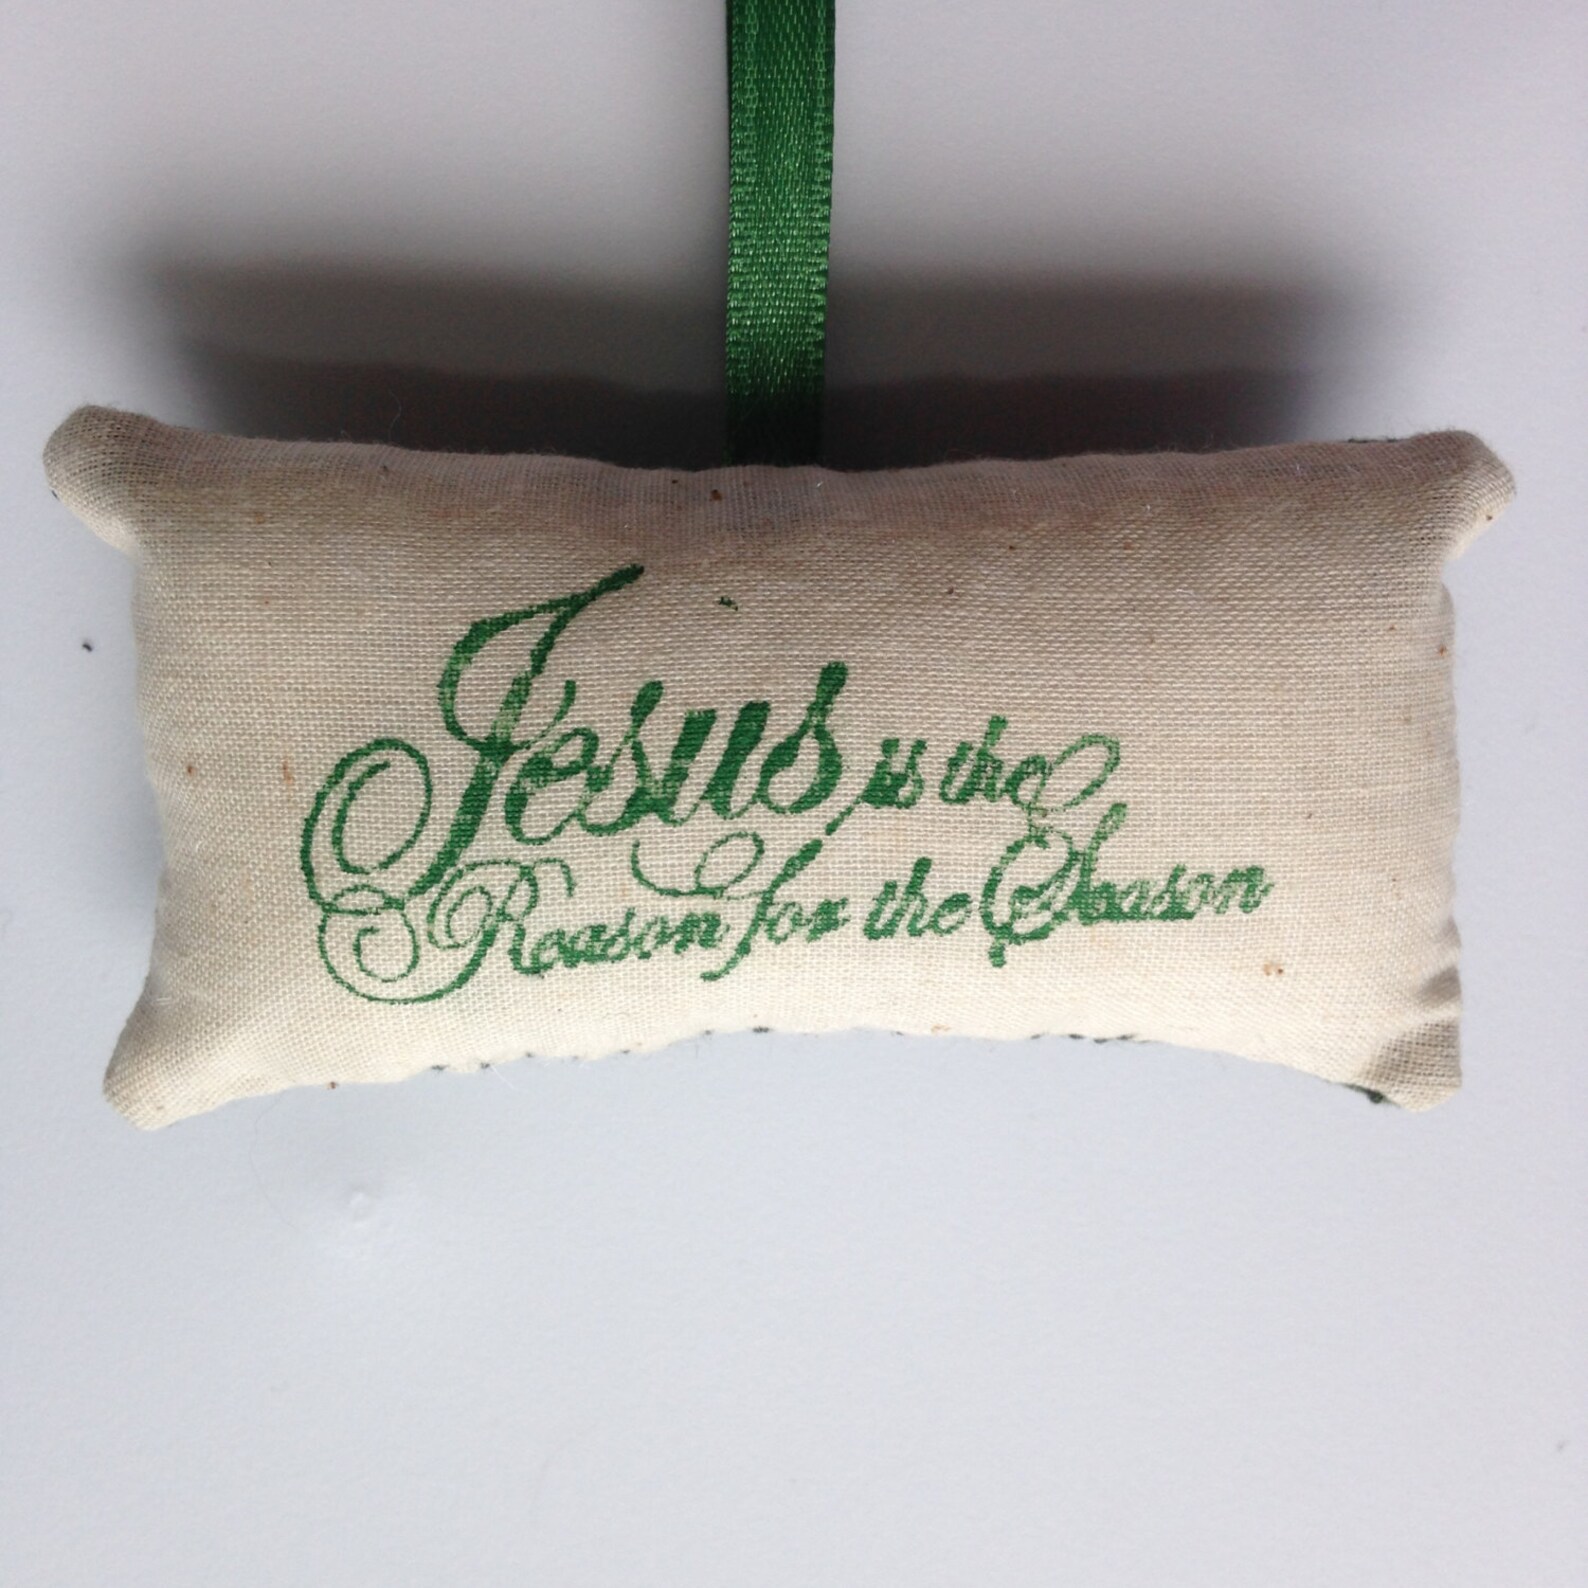 Jesus is the
Reason for the Season